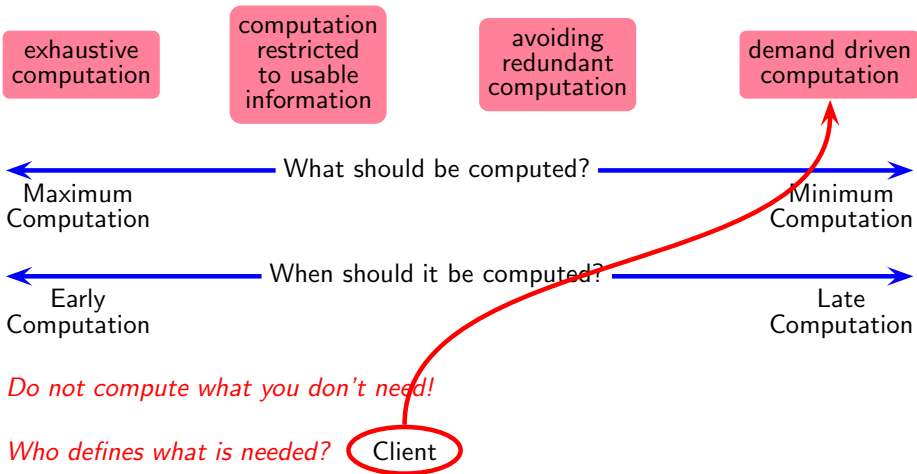 exhaustive
computation
computation
restricted
to usable
information
avoiding
redundant
computation
demand driven
computation
What should be computed?
Maximum
Computation
Minimum
Computation
When should it be computed?
Early
Computation
Late
Computation
Do not compute what you don't need!
Who defines what is needed?
Client